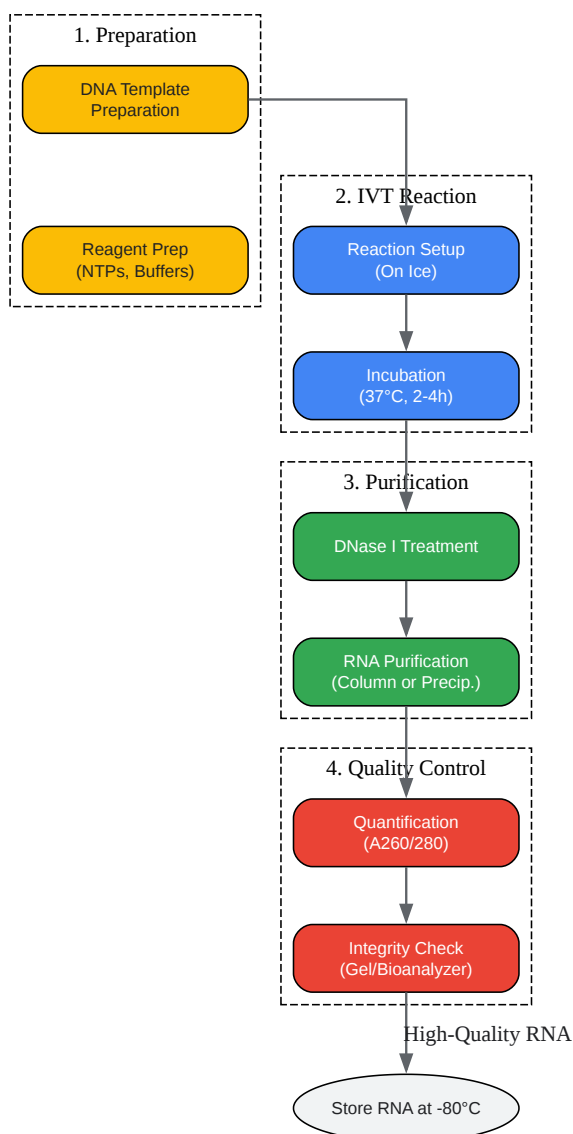 1. Preparation
DNA Template
Preparation
Reagent Prep
(NTPs, Buffers)
2. IVT Reaction
Reaction Setup
(On Ice)
Incubation
(37°C, 2-4h)
3. Purification
DNase I Treatment
RNA Purification
(Column or Precip.)
4. Quality Control
Quantification
(A260/280)
Integrity Check
(Gel/Bioanalyzer)
High-Quality RNA
Store RNA at -80°C